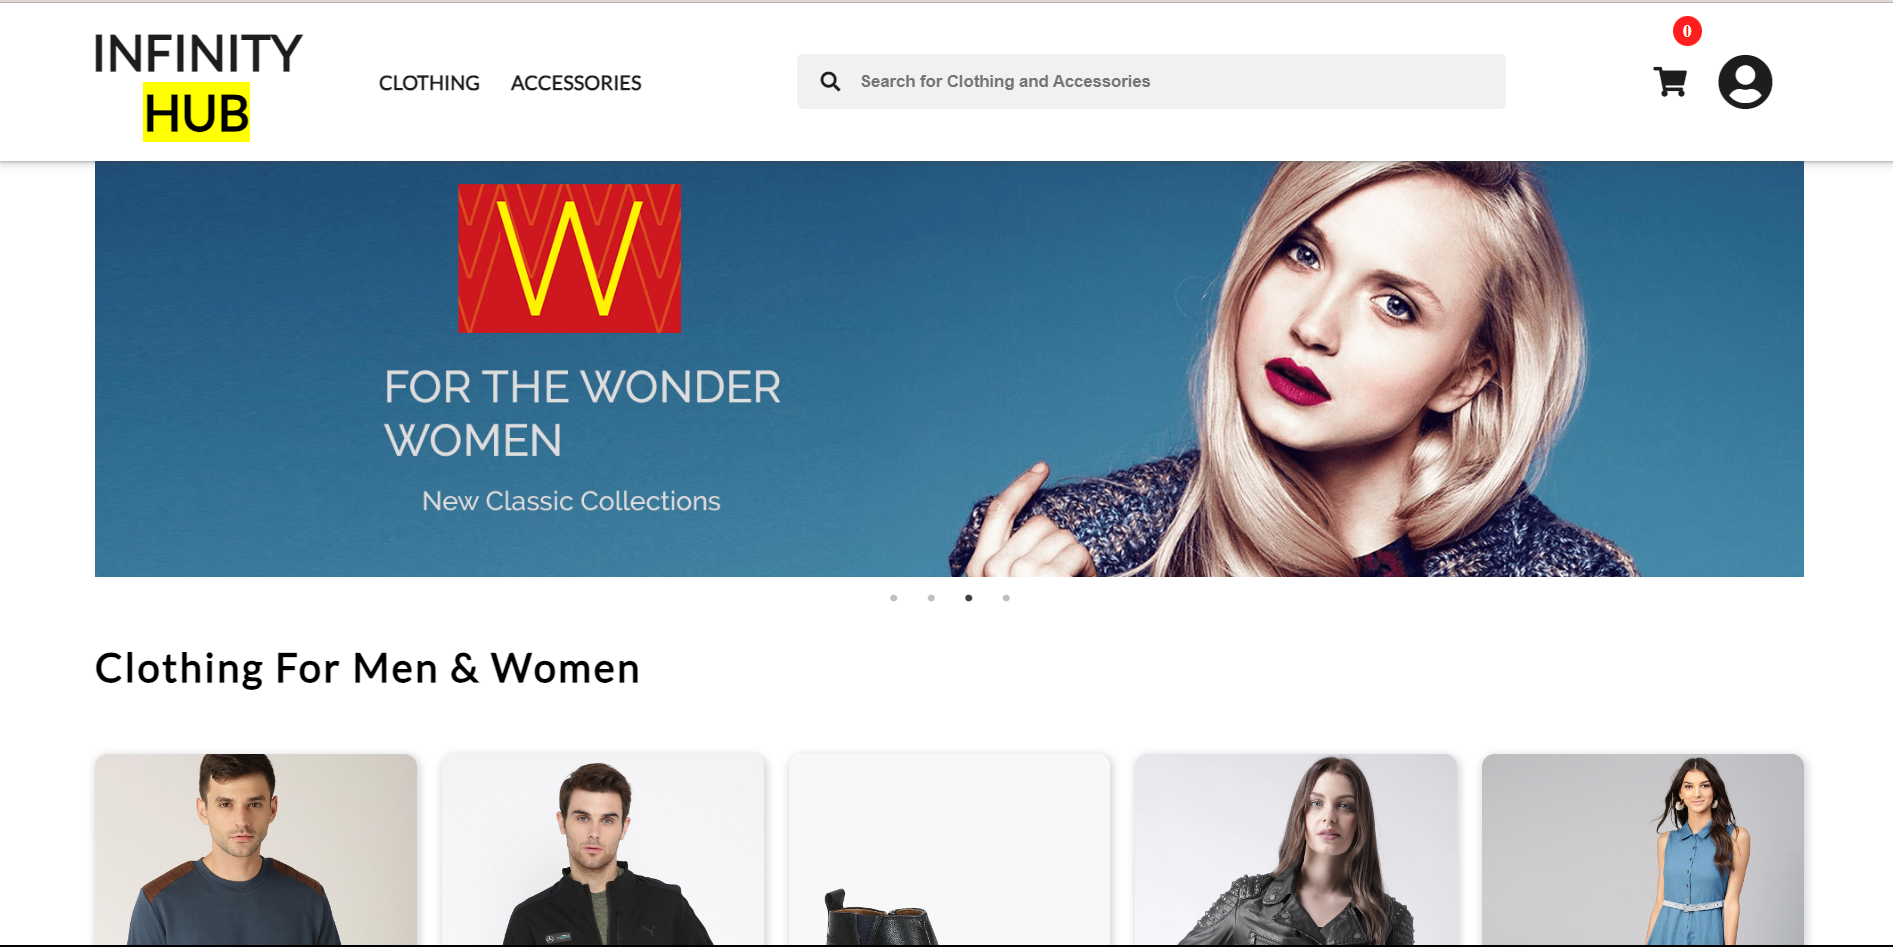 INFINITY
HUB
CLOTHING
ACCESSORIES
Search for Clothing and Accessories
0
W
FOR THE WONDER
WOMEN
New Classic Collections
Clothing For Men & Women